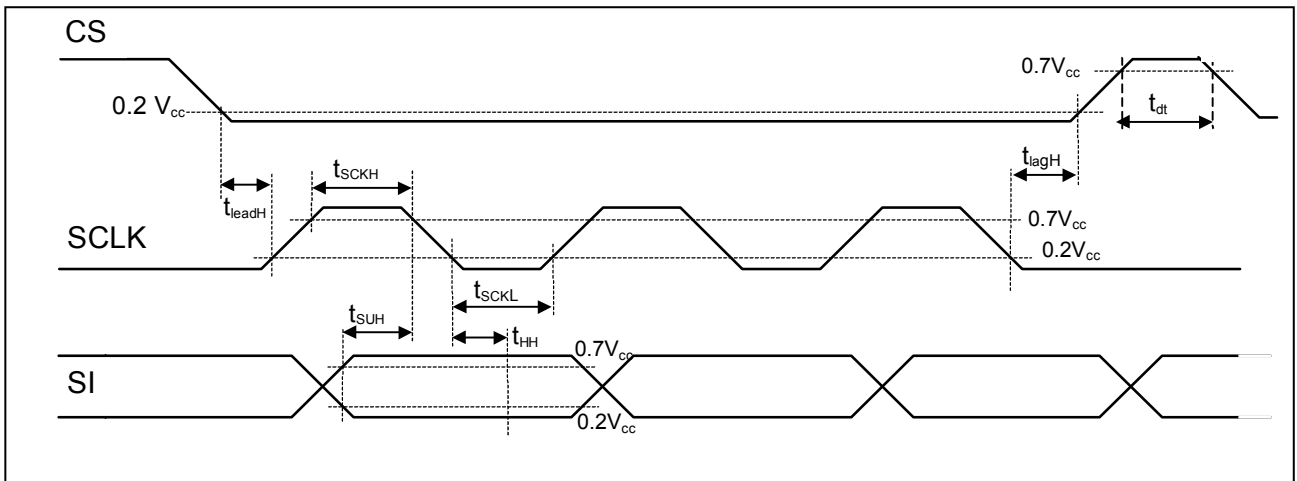 CS
0.7Vcc
0.2 Vcc
tdt
tSCKH
tlagH
tleadH
SCLK
0.7Vcc
0.2Vcc
tSCKL
tSUH
tHH
0.7Vcc
SI
0.2Vcc